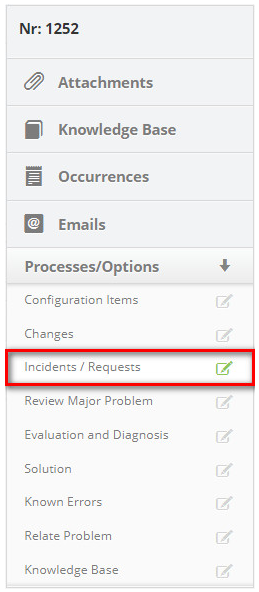 Nr: 1252
Attachments
Knowledge Base
Occurrences
Emails
Processes/Options
Configuration Items
Changes
Incidents / Requests
Review Major Problem
Evaluation and Diagnosis
Solution
Known Errors
Relate Problem
Knowledge Base